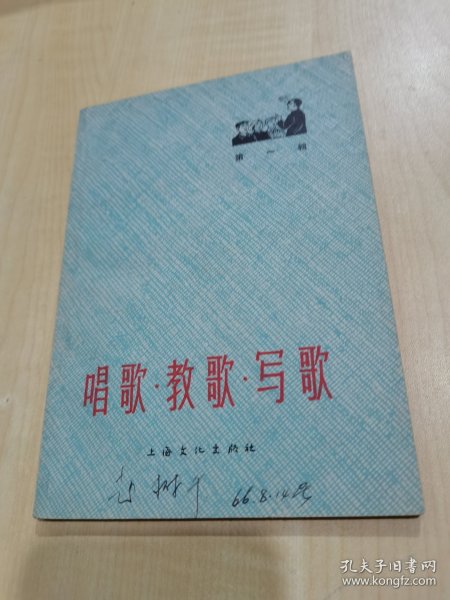 第一辑
唱歌·教歌·写歌
上海文化出版社
66.8.14
孔夫子旧书网
www.kongfz.com